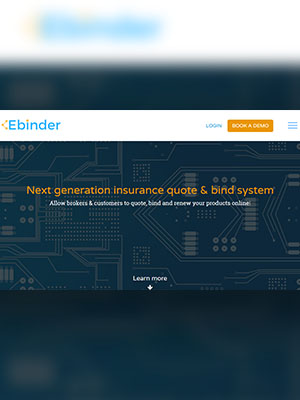 Ebinder
Ebinder
LOGIN
BOOK A DEMO
Next generation insurance quote & bind system
Allow brokers & customers to quote, bind and renew your products online.
Learn more